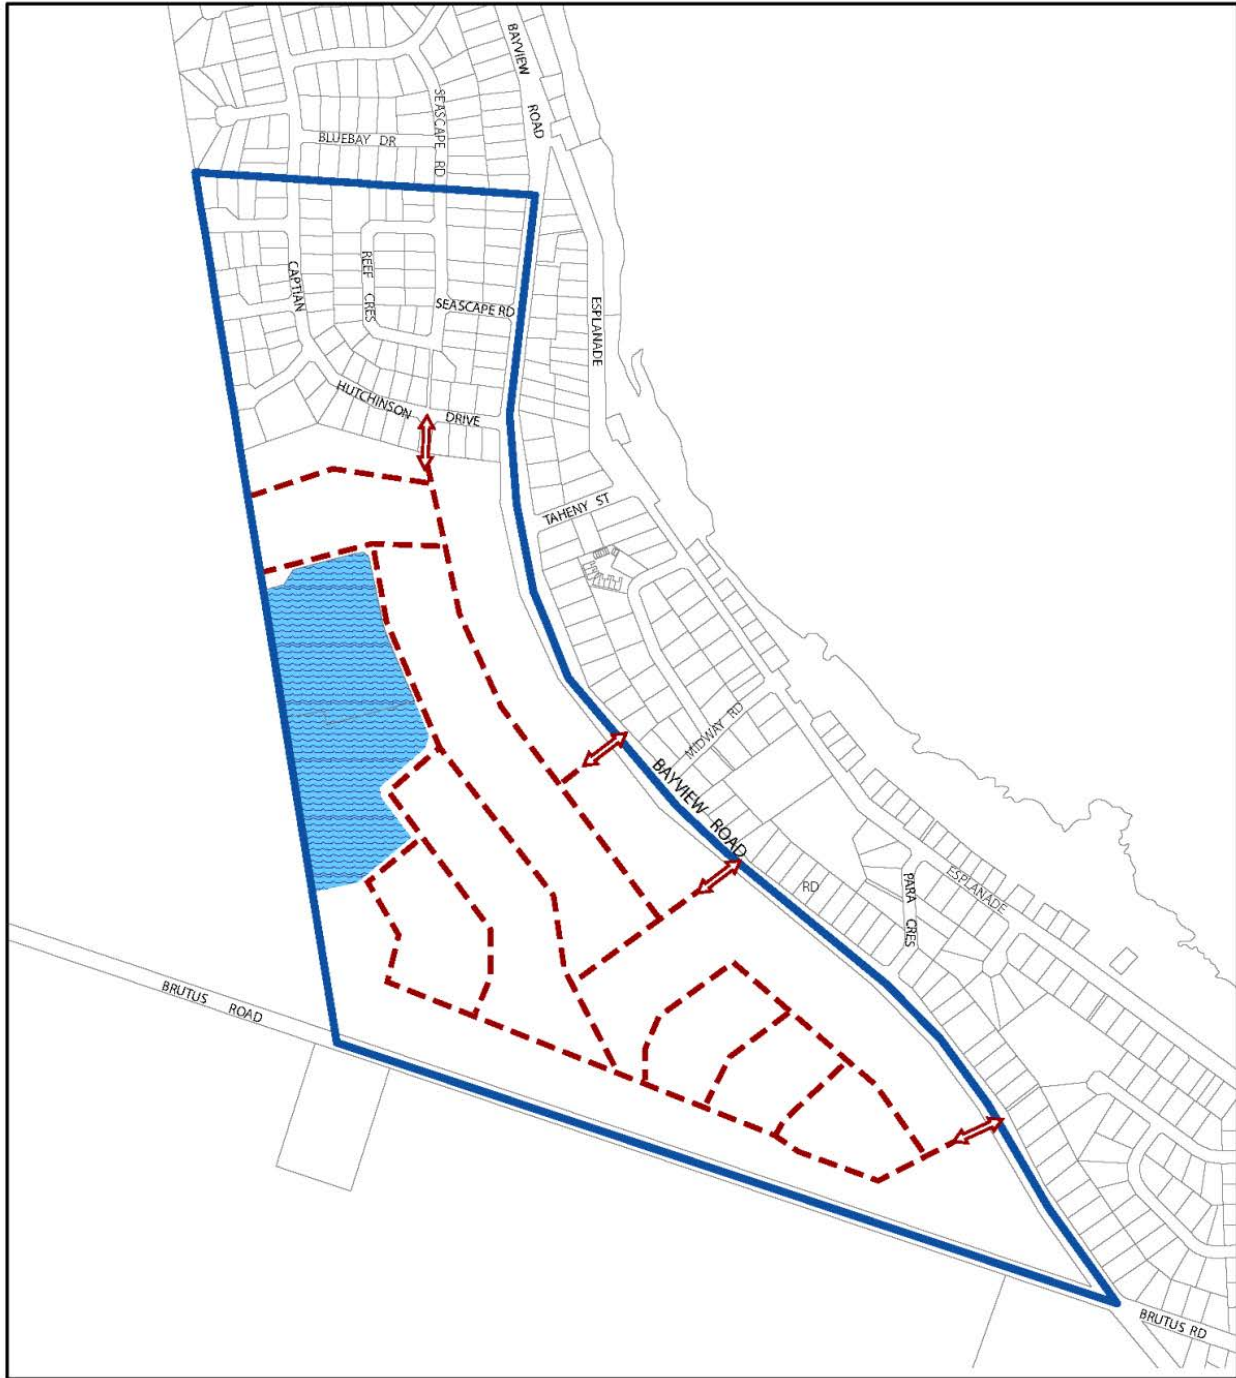 BAYVIEW ROAD
SEASCAPE RD
BLUEBAY DR
CAPTIAN
REEF CRES
SEASCAPE RD
ESPLANADE
HUTCHINSON DRIVE
TAHENY ST
MIDWAY RD
BAYVIEW ROAD
RD
PARA CRES
ESPLANADE
BRUTUS ROAD
BRUTUS RD